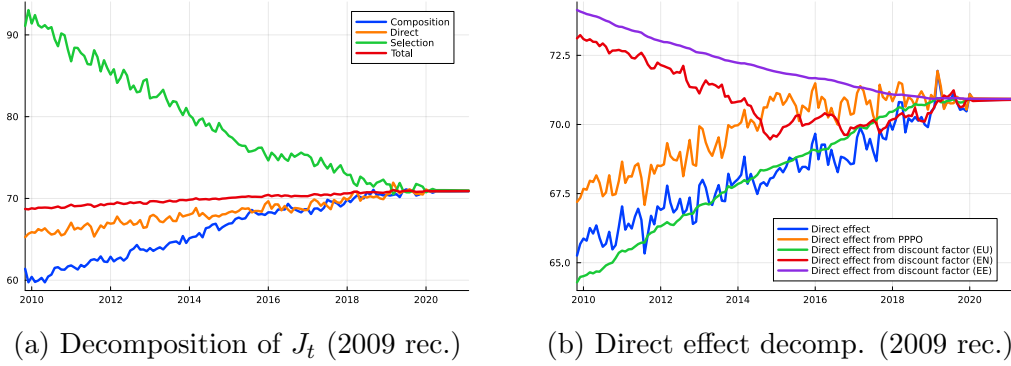 90
80
70
60
2010
2012
2014
2016
2018
2020
Composition
Direct
Selection
Total
(a) Decomposition of Jt (2009 rec.)
72.5
70.0
67.5
65.0
2010
2012
2014
2016
2018
2020
Direct effect
Direct effect from PPPO
Direct effect from discount factor (EU)
Direct effect from discount factor (EN)
Direct effect from discount factor (EE)
(b) Direct effect decomp. (2009 rec.)